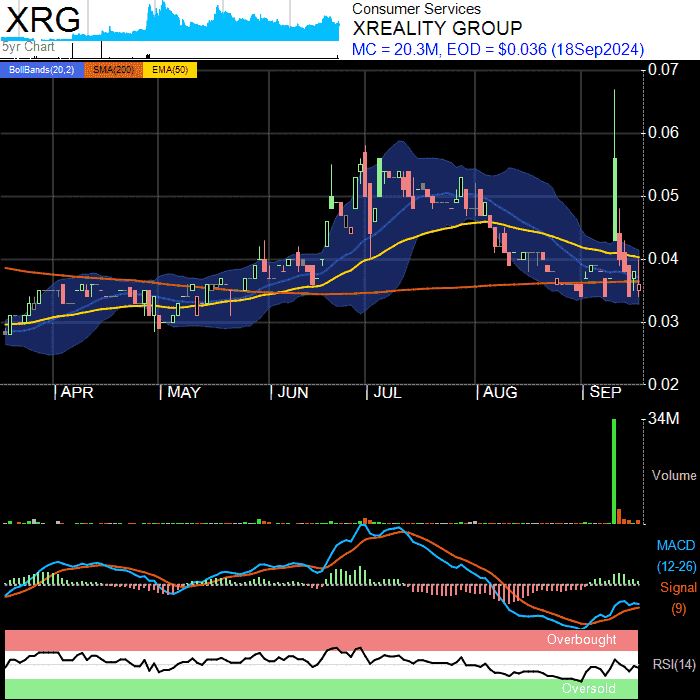 XRG
5yr Chart
Consumer Services
XREALITY GROUP
MC = 20.3M, EOD = $0.036 (18Sep2024)
BollBands(20,2) SMA(200) EMA(50)
0.07
0.06
0.05
0.04
0.03
0.02
APR MAY JUN JUL AUG SEP
34M
Volume
MACD
(12-26)
Signal
(9)
Overbought
RSI(14)
Oversold